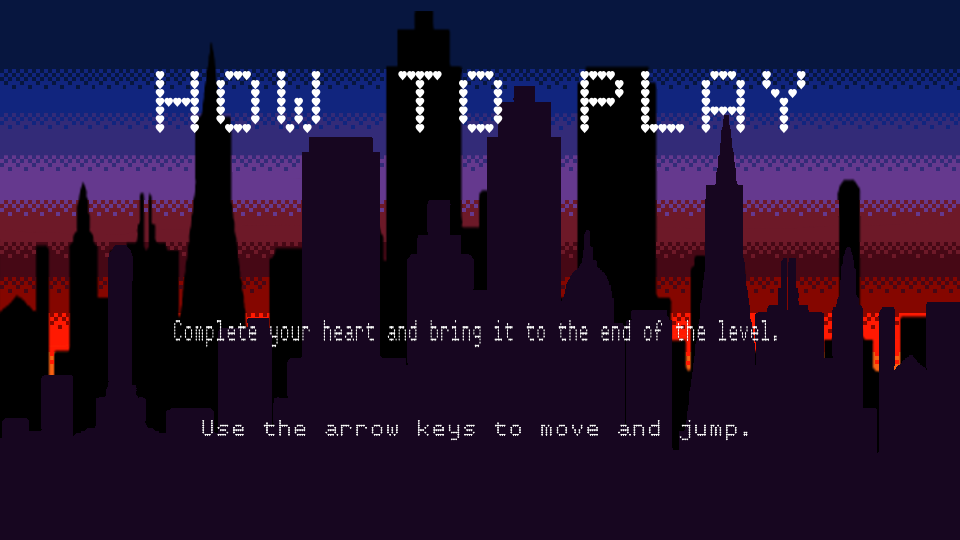 HOW TO PLAY
Complete your heart and bring it to the end of the level.
Use the arrow keys to move and jump.